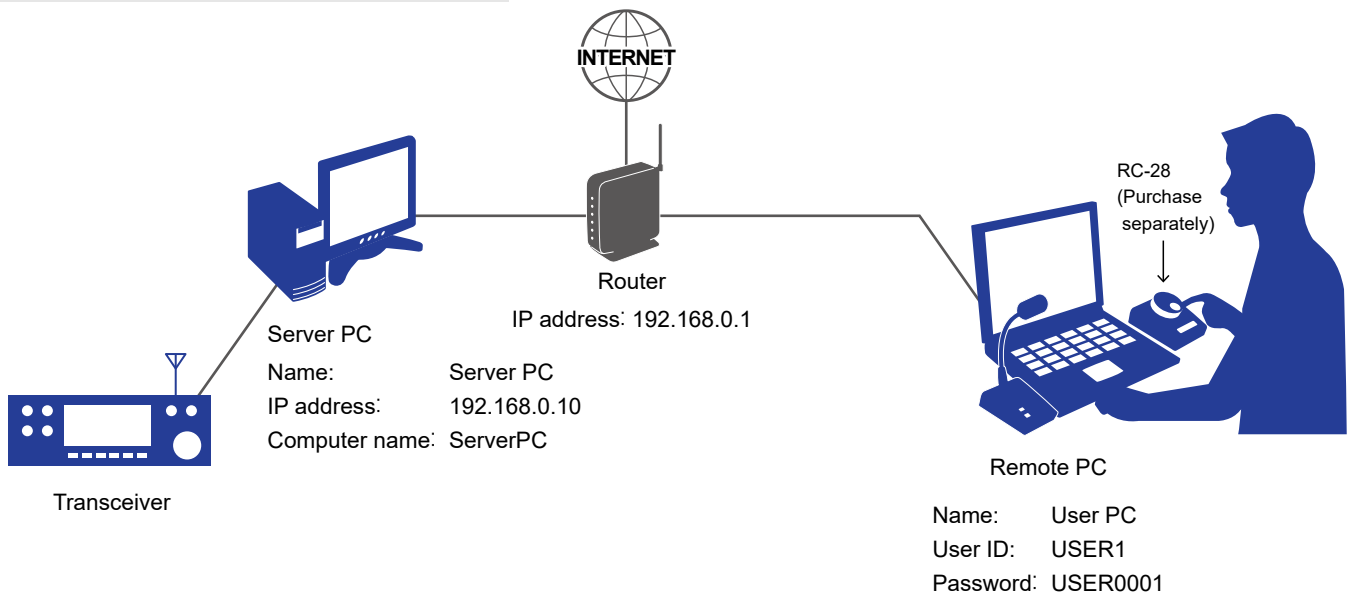 INTERNET
RC-28
(Purchase
separately)
Router
IP address: 192.168.0.1
Server PC
Name: Server PC
IP address: 192.168.0.10
Computer name: ServerPC
Transceiver
Remote PC
Name: User PC
User ID: USER1
Password: USER0001